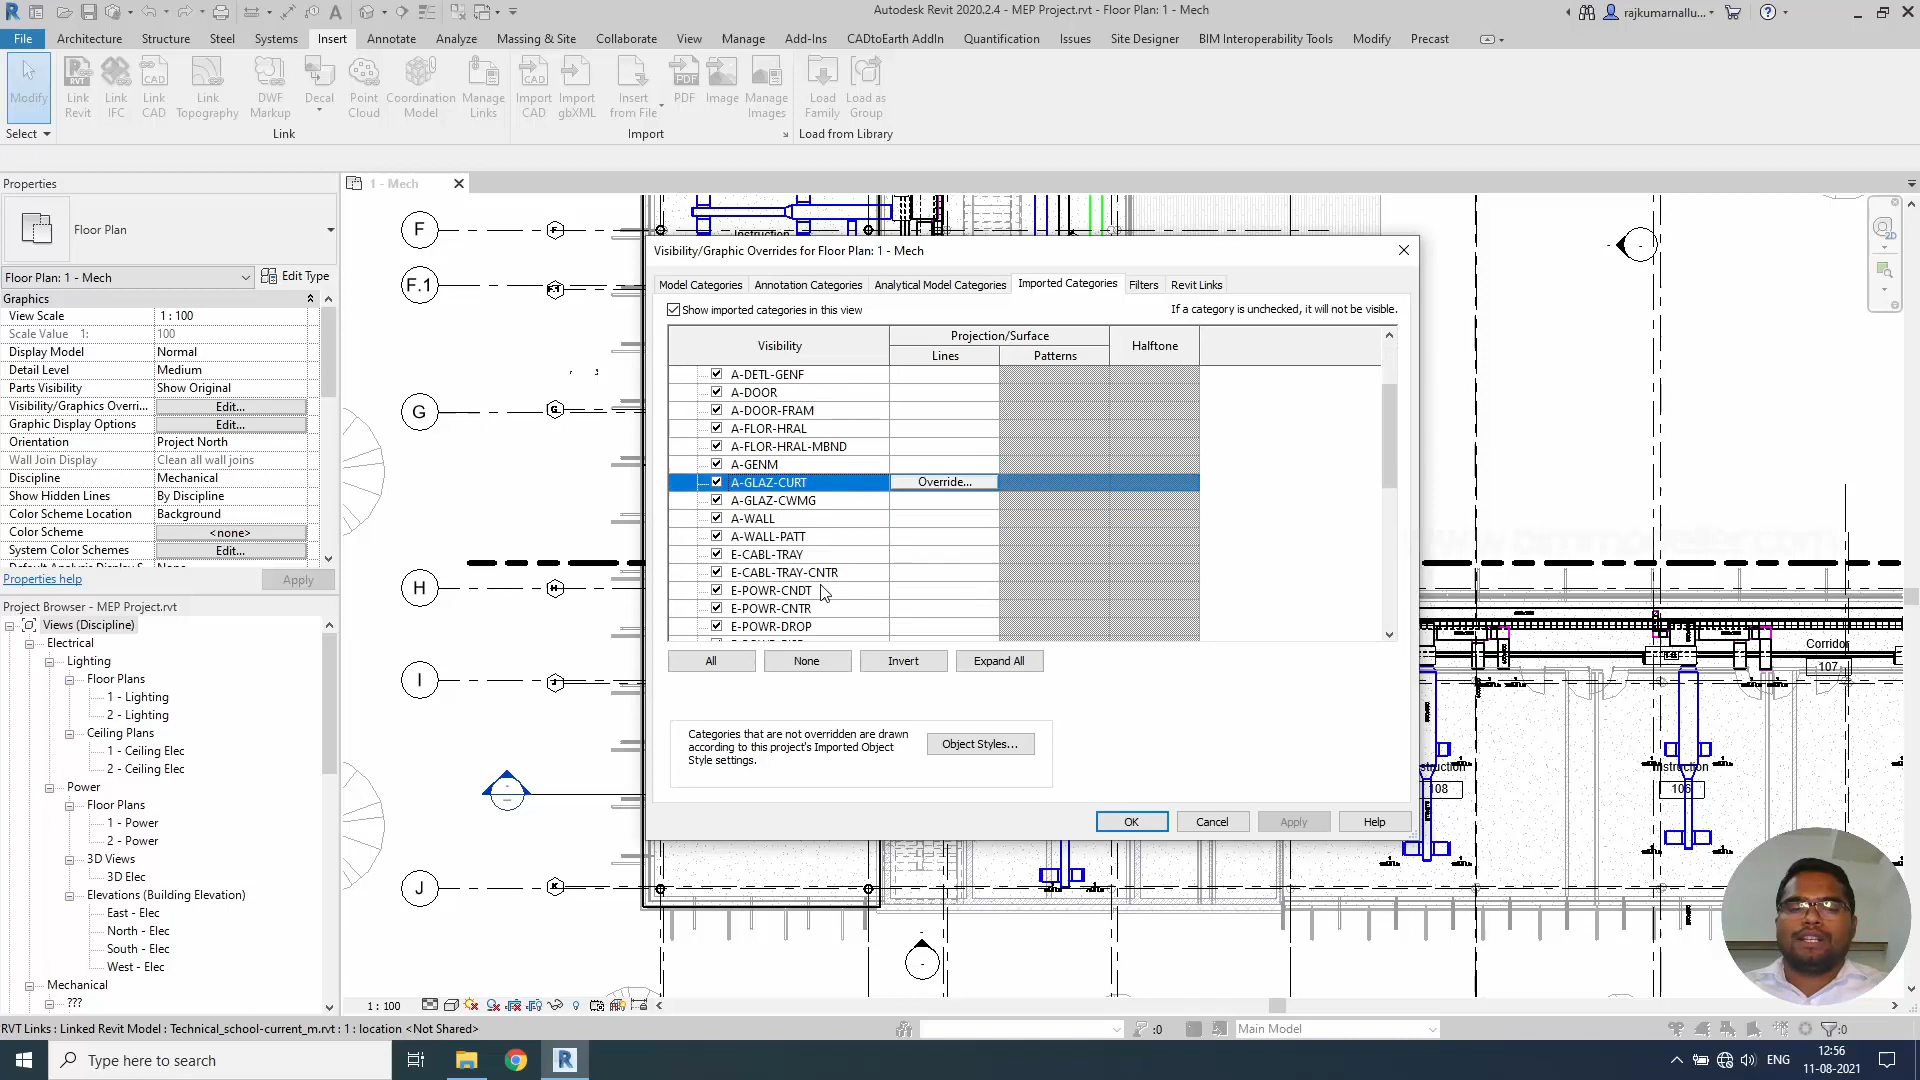 Autodesk Revit 2020.2.4 - MEP Project.rvt - Floor Plan: 1 - Mech
rajkumarnallu...
File Architecture Structure Steel Systems Insert Annotate Analyze Massing & Site Collaborate View Manage Add-Ins CADtoEarth AddIn Quantification Issues Site Designer BIM Interoperability Tools Modify Precast
Modify
Link Revit
Link IFC
Link CAD
Link Topography
DWF Markup
Decal
Point Cloud
Coordination Model
Manage Links
Import CAD
Import gbXML
Insert from File
PDF
Image
Manage Images
Load Family
Load as Group
Select
Link
Import
Load from Library
Properties
Floor Plan
Floor Plan: 1 - Mech
Edit Type
Graphics
View Scale 1 : 100
Scale Value 1: 100
Display Model Normal
Detail Level Medium
Parts Visibility Show Original
Visibility/Graphics Overri... Edit...
Graphic Display Options Edit...
Orientation Project North
Wall Join Display Clean all wall joins
Discipline Mechanical
Show Hidden Lines By Discipline
Color Scheme Location Background
Color Scheme <none>
System Color Schemes Edit...
Properties help
Apply
Project Browser - MEP Project.rvt
Views (Discipline)
Electrical
Lighting
Floor Plans
1 - Lighting
2 - Lighting
Ceiling Plans
1 - Ceiling Elec
2 - Ceiling Elec
Power
Floor Plans
1 - Power
2 - Power
3D Views
3D Elec
Elevations (Building Elevation)
East - Elec
North - Elec
South - Elec
West - Elec
Mechanical
???
1 - Mech
F
F.1
G
H
I
J
Visibility/Graphic Overrides for Floor Plan: 1 - Mech
Model Categories Annotation Categories Analytical Model Categories Imported Categories Filters Revit Links
Show imported categories in this view
If a category is unchecked, it will not be visible.
Visibility
Projection/Surface
Lines Patterns
Halftone
A-DETL-GENF
A-DOOR
A-DOOR-FRAM
A-FLOR-HRAL
A-FLOR-HRAL-MBND
A-GENM
A-GLAZ-CURT
Override...
A-GLAZ-CWMG
A-WALL
A-WALL-PATT
E-CABL-TRAY
E-CABL-TRAY-CNTR
E-POWR-CNDT
E-POWR-CNTR
E-POWR-DROP
All None Invert Expand All
Categories that are not overridden are drawn
according to this project's Imported Object
Style settings.
Object Styles...
OK Cancel Apply Help
Corridor
107
108
106
1 : 100
RVT Links : Linked Revit Model : Technical_school-current_m.rvt : 1 : location <Not Shared>
:0
Main Model
:0
Type here to search
ENG
12:56
11-08-2021